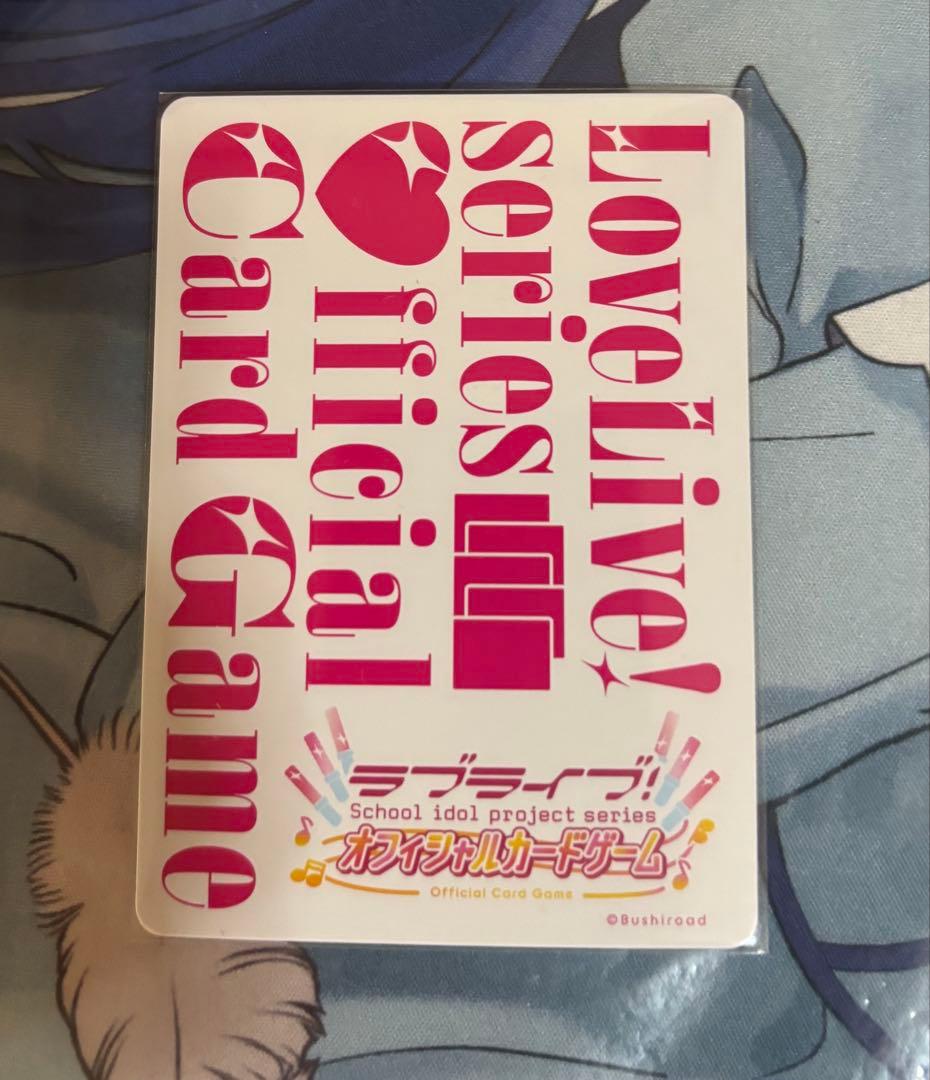 LoveLive!
series
♥fficial
Card Game
ラブライブ!
School idol project series
オフィシャルカードゲーム
Official Card Game
©Bushiroad